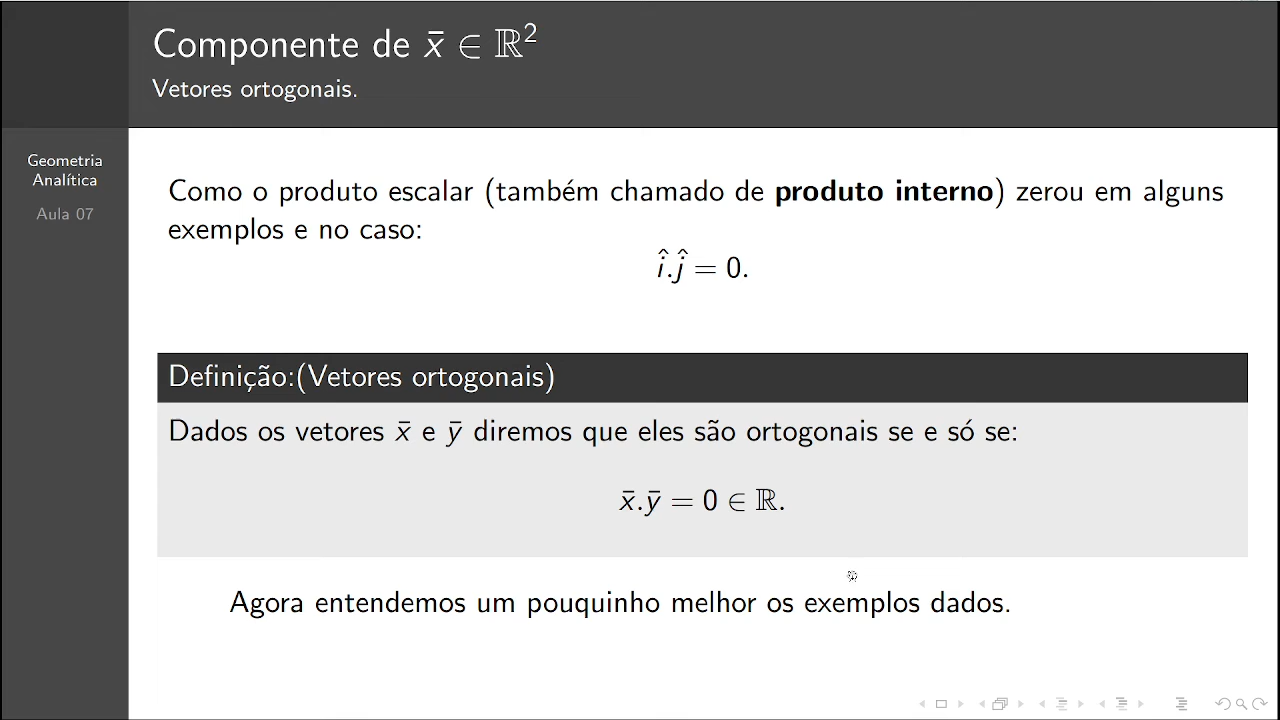 Componente de x̄ ∈ ℝ²
Vetores ortogonais.
Geometria
Analítica
Aula 07
Como o produto escalar (também chamado de produto interno) zerou em alguns
exemplos e no caso:
î.ĵ = 0.
Definição:(Vetores ortogonais)
Dados os vetores x̄ e ȳ diremos que eles são ortogonais se e só se:
x̄.ȳ = 0 ∈ ℝ.
Agora entendemos um pouquinho melhor os exemplos dados.